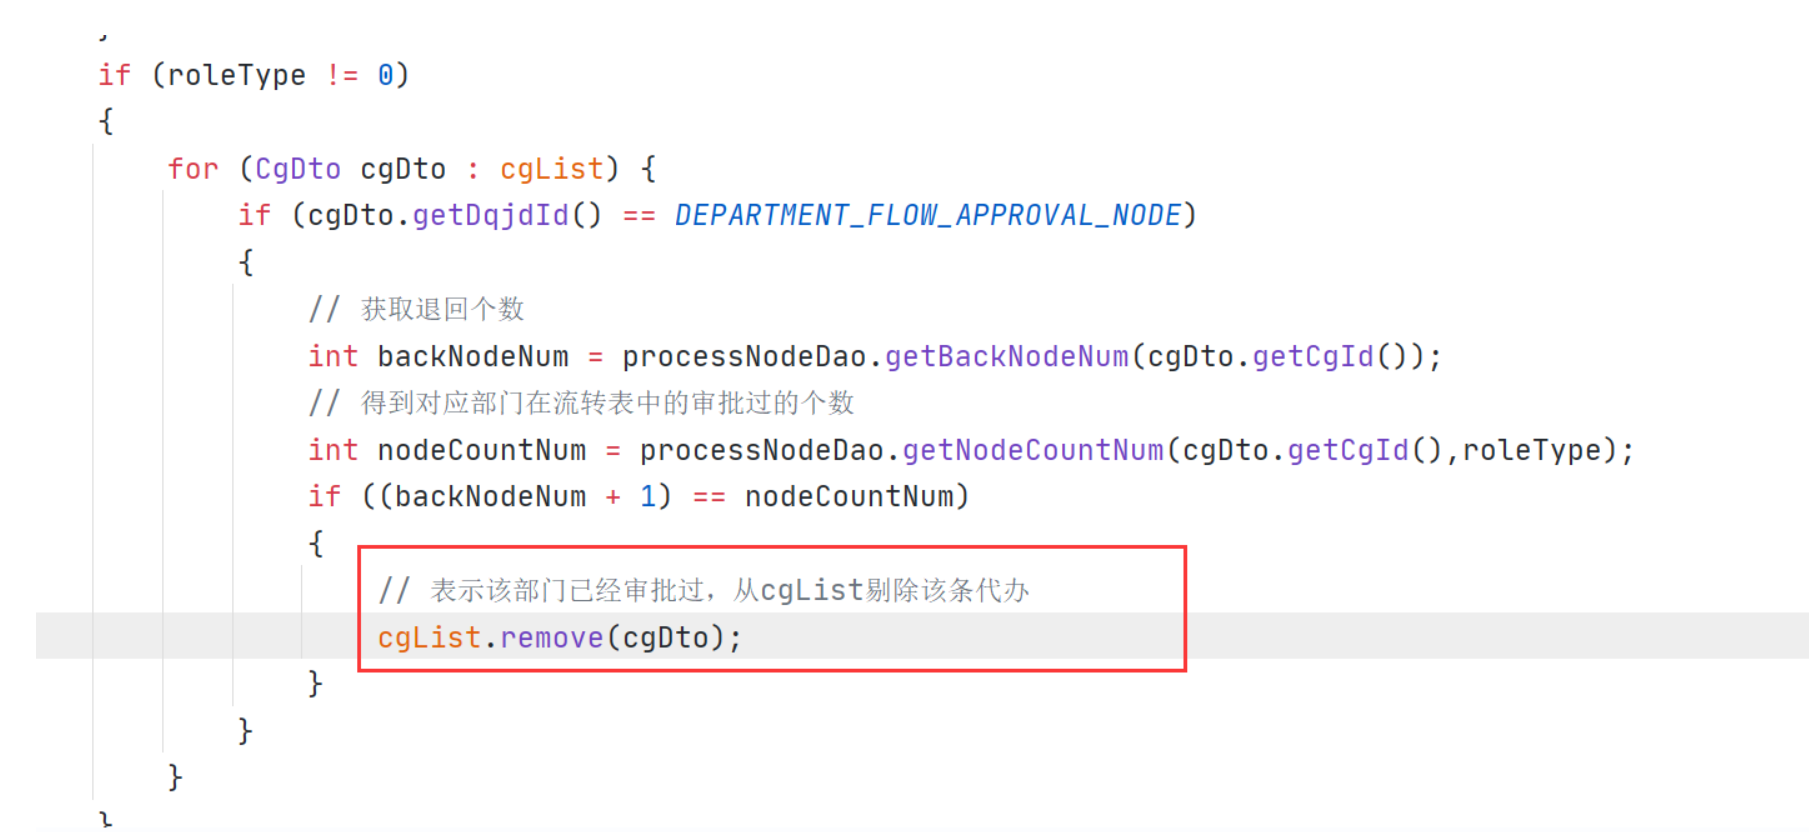 }
if (roleType != 0)
{
for (CgDto cgDto : cgList) {
if (cgDto.getDqjdId() == DEPARTMENT_FLOW_APPROVAL_NODE)
{
// 获取退回个数
int backNodeNum = processNodeDao.getBackNodeNum(cgDto.getCgId());
// 得到对应部门在流转表中的审批过的个数
int nodeCountNum = processNodeDao.getNodeCountNum(cgDto.getCgId(),roleType);
if ((backNodeNum + 1) == nodeCountNum)
{
// 表示该部门已经审批过，从cgList剔除该条代办
cgList.remove(cgDto);
}
}
}
}